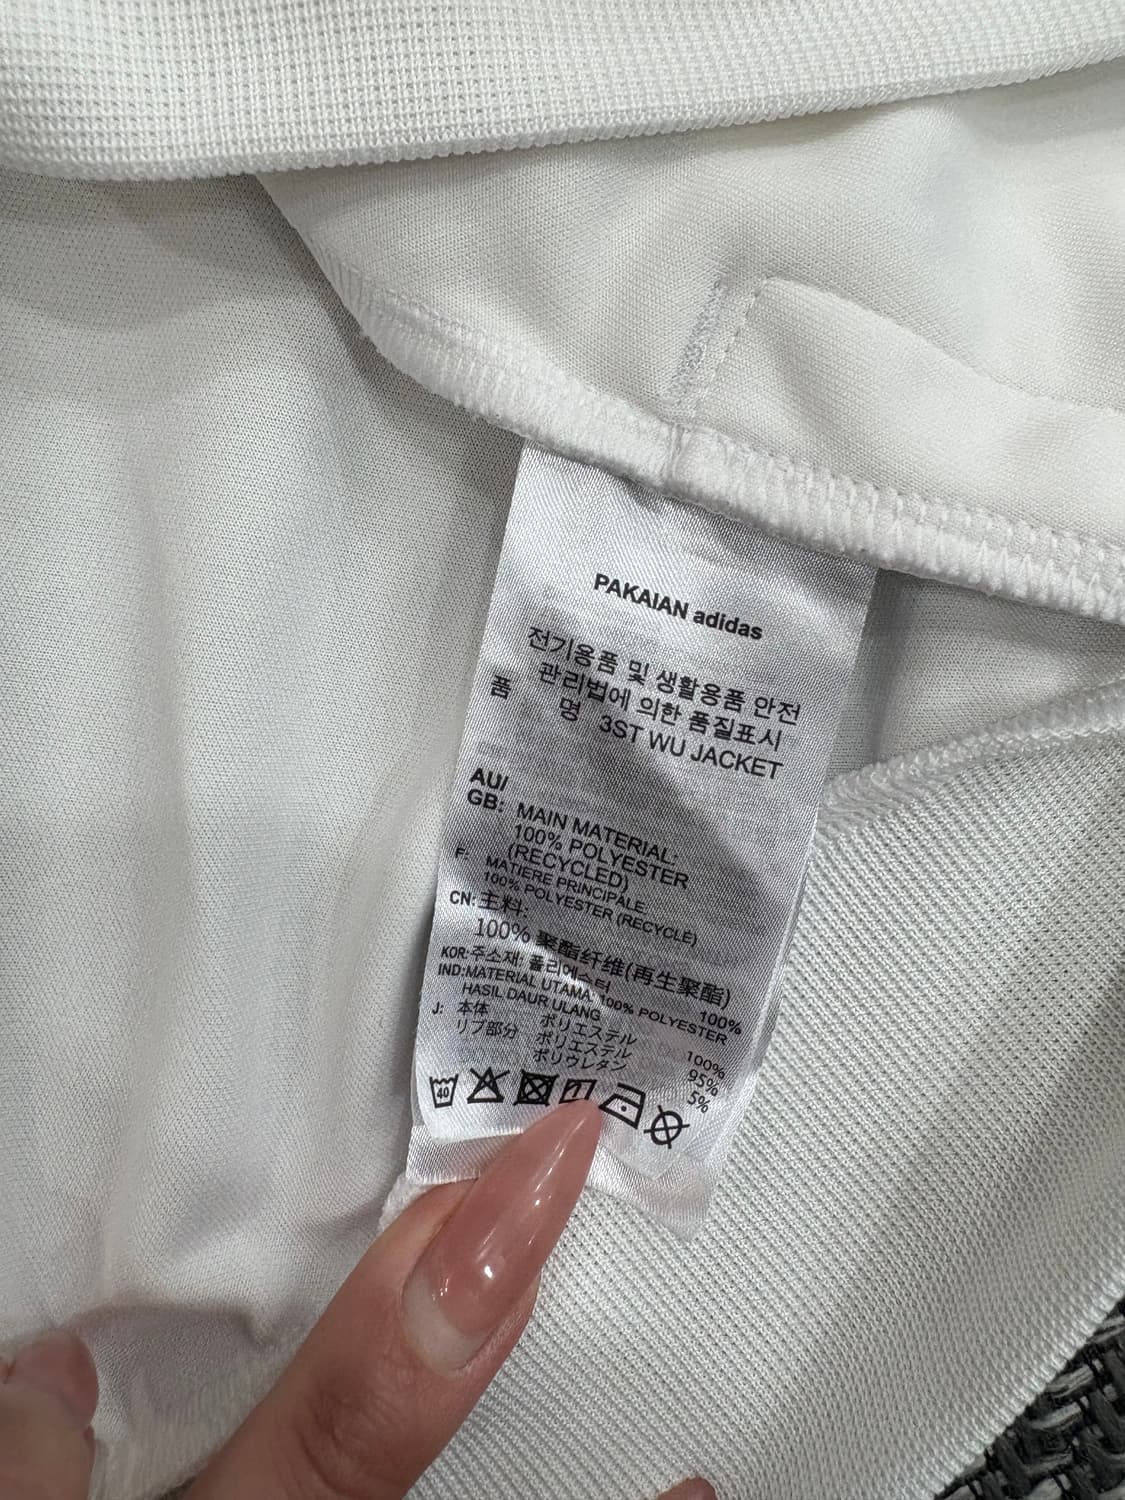 PAKAIAN adidas
전기용품 및 생활용품 안전
관리법에 의한 품질표시
품 명 3ST WU JACKET
AU/
GB: MAIN MATERIAL:
100% POLYESTER
(RECYCLED)
F: MATIERE PRINCIPALE
100% POLYESTER (RECYCLÉ)
CN: 主料:
100% 聚酯纤维(再生聚酯)
KOR: 주소재: 폴리에스터 100%
IND: MATERIAL UTAMA: 100% POLYESTER
HASIL DAUR ULANG
J: 本体 ポリエステル 100%
リブ部分 ポリエステル 95%
ポリウレタン 5%
40